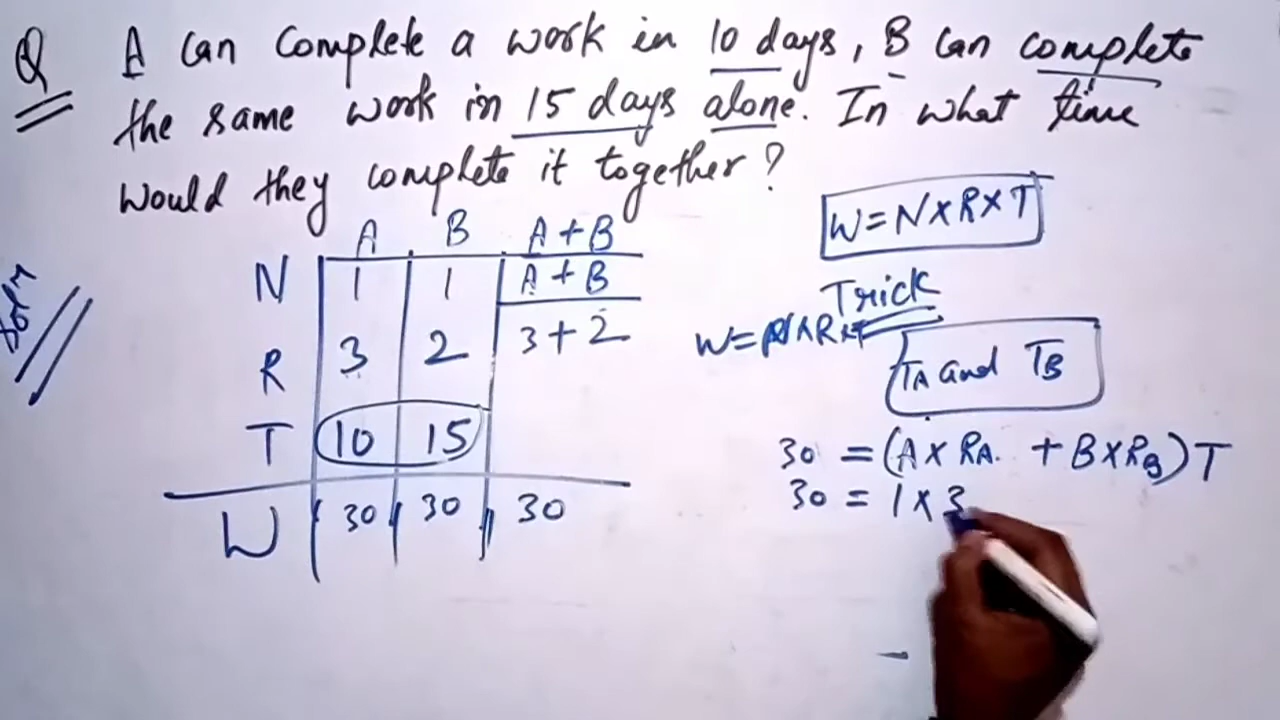 Q A can complete a work in 10 days, B can complete
the same work in 15 days alone. In what time
would they complete it together?
W=N×R×T
A B A+B
N 1 1 A+B
Trick
R 3 2 3+2
W=
TA and TB
T 10 15
30 = (A×RA. + B×RB)T
30 = 1×3
W 30 30 30
Soln